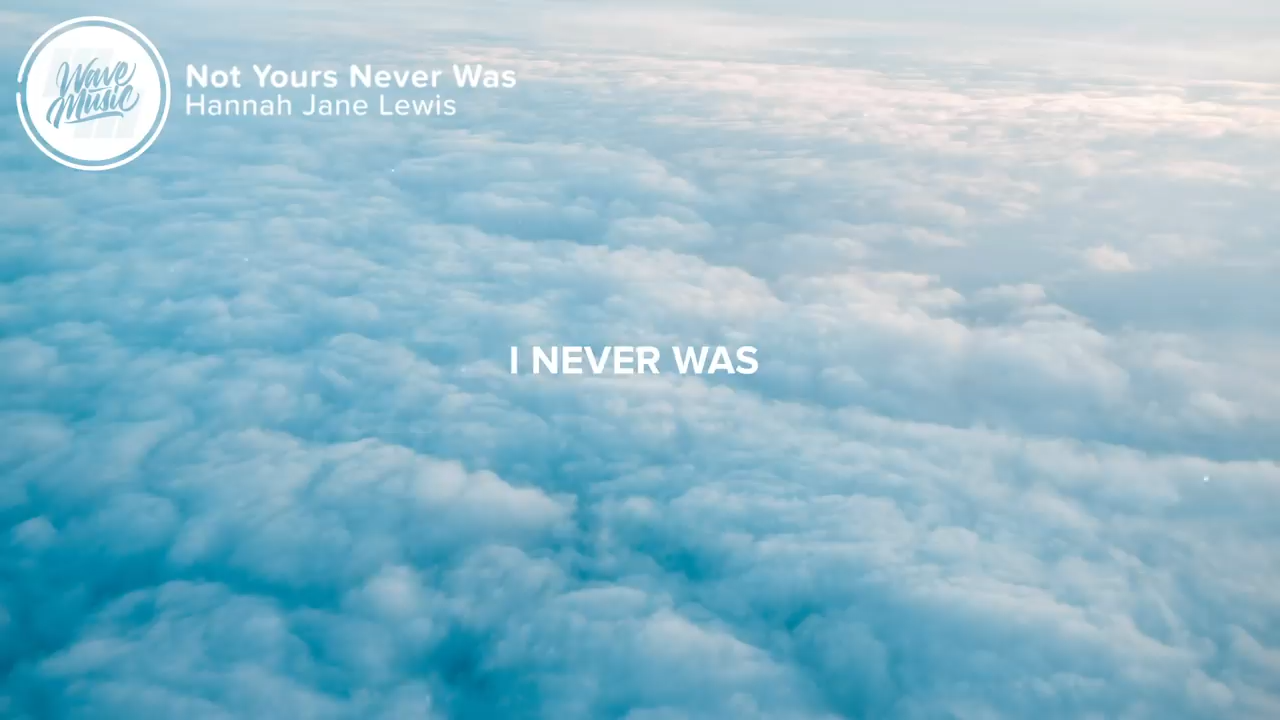 Wave
Music
Not Yours Never Was
Hannah Jane Lewis
I NEVER WAS